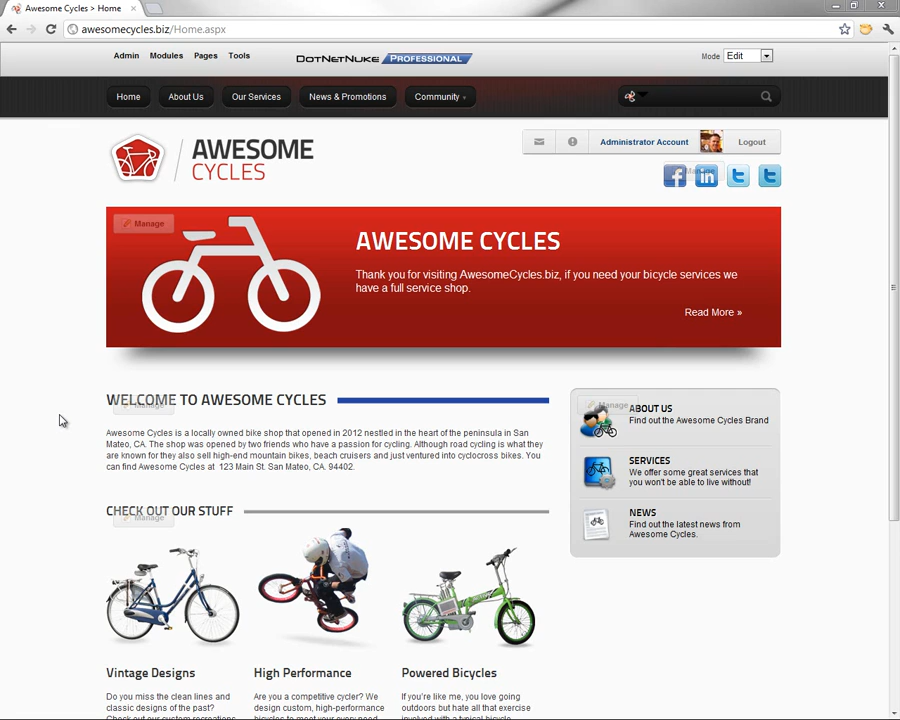 Awesome Cycles > Home
awesomecycles.biz/Home.aspx
Admin Modules Pages Tools
DOTNETNUKE PROFESSIONAL
Mode Edit
Home About Us Our Services News & Promotions Community
Administrator Account Logout
AWESOME
CYCLES
Manage
Manage
AWESOME CYCLES
Thank you for visiting AwesomeCycles.biz, if you need your bicycle services we
have a full service shop.
Read More »
WELCOME TO AWESOME CYCLES
Manage
Awesome Cycles is a locally owned bike shop that opened in 2012 nestled in the heart of the peninsula in San
Mateo, CA. The shop was opened by two friends who have a passion for cycling. Although road cycling is what they
are known for they also sell high-end mountain bikes, beach cruisers and just ventured into cyclocross bikes. You
can find Awesome Cycles at 123 Main St. San Mateo, CA. 94402.
Manage
ABOUT US
Find out the Awesome Cycles Brand
SERVICES
We offer some great services that
you won't be able to live without!
NEWS
Find out the latest news from
Awesome Cycles.
CHECK OUT OUR STUFF
Manage
Vintage Designs
Do you miss the clean lines and
classic designs of the past?
Check out our custom recreations
High Performance
Are you a competitive cycler? We
design custom, high-performance
bicycles to meet your every need
Powered Bicycles
If you're like me, you love going
outdoors but hate all that exercise
involved with a typical bicycle